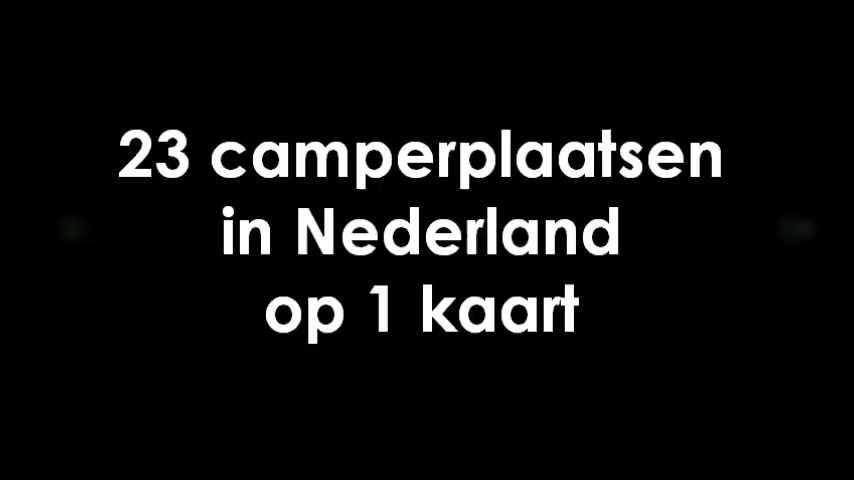 23 camperplaatsen
in Nederland
op 1 kaart